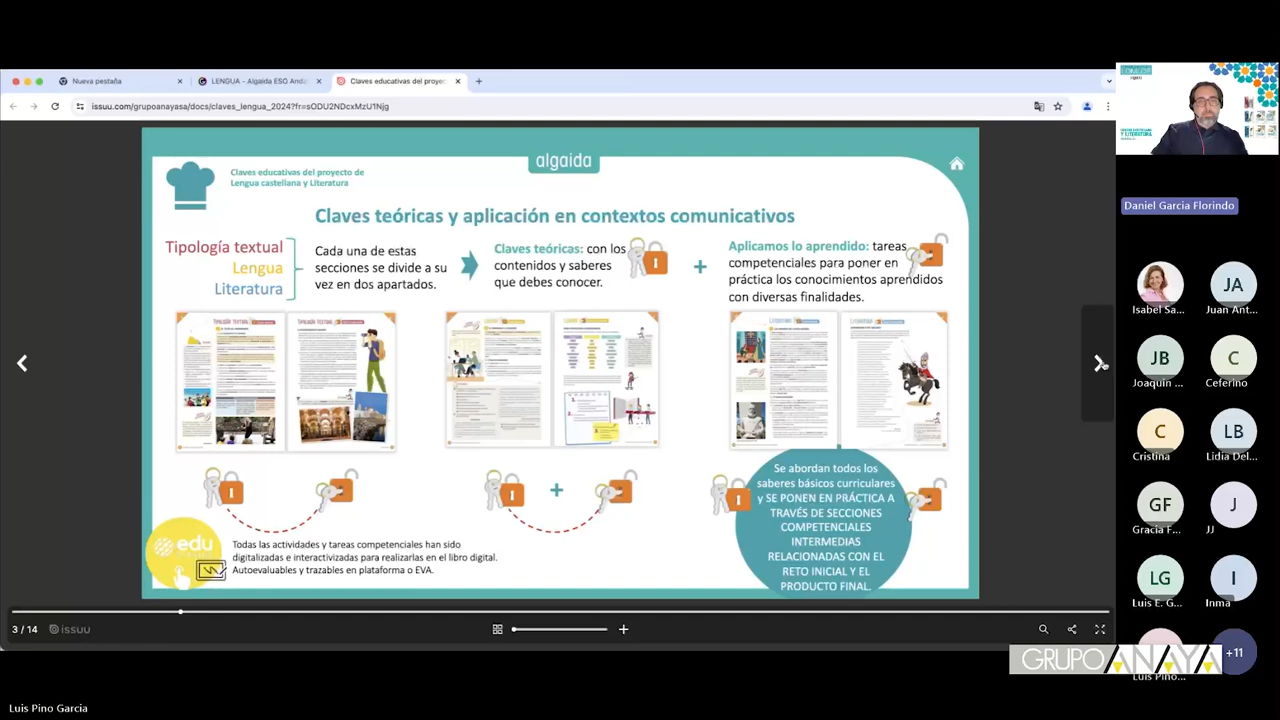 Nueva pestaña
LENGUA - Algaida ESO Anda
Claves educativas del proyec
issuu.com/grupoanayasa/docs/claves_lengua_2024?fr=sODU2NDcxMzU1Njg
algaida
Claves educativas del proyecto de
Lengua castellana y Literatura
Claves teóricas y aplicación en contextos comunicativos
Tipología textual
Lengua
Literatura
Cada una de estas
secciones se divide a su
vez en dos apartados.
Claves teóricas: con los
contenidos y saberes
que debes conocer.
+
Aplicamos lo aprendido: tareas
competenciales para poner en
práctica los conocimientos aprendidos
con diversas finalidades.
TIPOLOGÍA TEXTUAL
TIPOLOGÍA TEXTUAL
+
Se abordan todos los
saberes básicos curriculares
y SE PONEN EN PRÁCTICA A
TRAVÉS DE SECCIONES
COMPETENCIALES
INTERMEDIAS
RELACIONADAS CON EL
RETO INICIAL Y EL
PRODUCTO FINAL.
edu
Todas las actividades y tareas competenciales han sido
digitalizadas e interactivizadas para realizarlas en el libro digital.
Autoevaluables y trazables en plataforma o EVA.
3 / 14
issuu
Daniel Garcia Florindo
Isabel Sa...
JA
Juan Ant...
JB
Joaquin ...
C
Ceferino
C
Cristina
LB
Lidia Del...
GF
Gracia F...
J
JJ
LG
Luis E. G...
I
Inma
Luis Pino...
+11
GRUPO ANAYA
Luis Pino Garcia